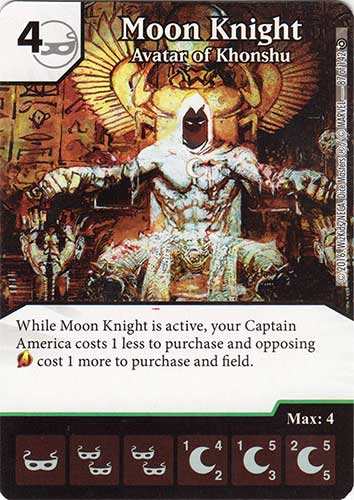 4
Moon Knight
Avatar of Khonshu
While Moon Knight is active, your Captain
America costs 1 less to purchase and opposing
cost 1 more to purchase and field.
Max: 4
1 4 2
1 5 3
2 5 5